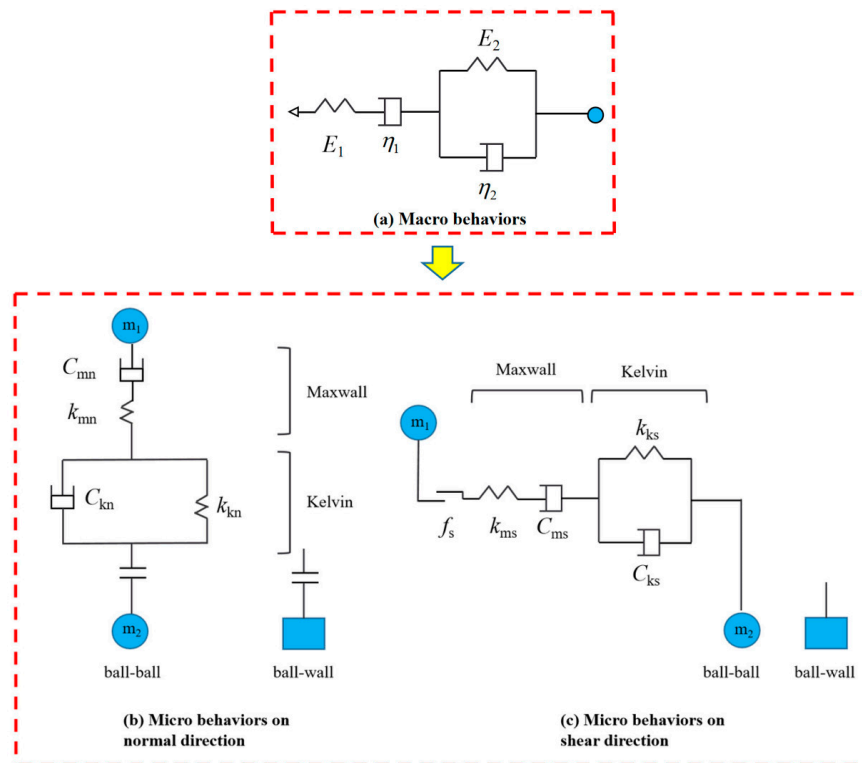 E₂
E₁
η₁
η₂
(a) Macro behaviors
m₁
Cₘₙ
kₘₙ
Maxwall
Cₖₙ
kₖₙ
Kelvin
m₂
ball-ball
ball-wall
(b) Micro behaviors on
normal direction
Maxwall
Kelvin
m₁
kₖₛ
fₛ
kₘₛ
Cₘₛ
Cₖₛ
m₂
ball-ball
ball-wall
(c) Micro behaviors on
shear direction